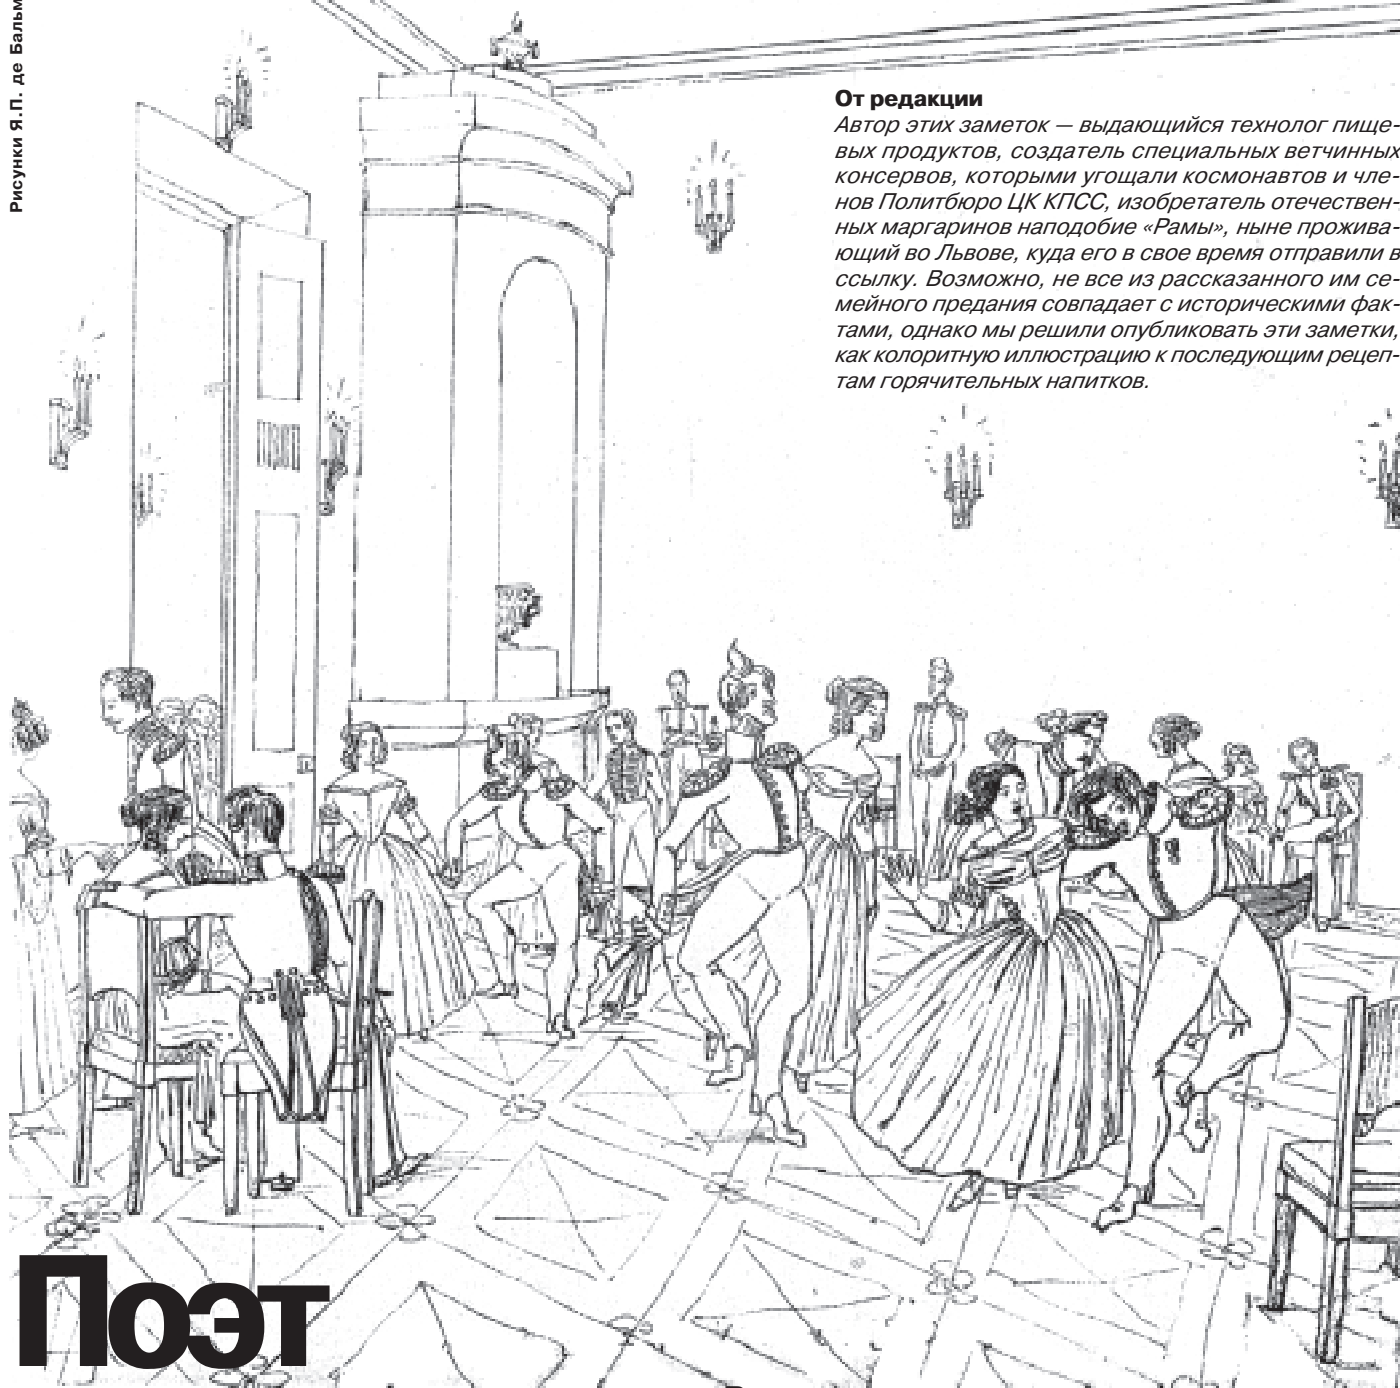 Рисунки Я.П. де Бальм
От редакции
Автор этих заметок — выдающийся технолог пище-
вых продуктов, создатель специальных ветчинных
консервов, которыми угощали космонавтов и чле-
нов Политбюро ЦК КПСС, изобретатель отечествен-
ных маргаринов наподобие «Рамы», ныне прожива-
ющий во Львове, куда его в свое время отправили в
ссылку. Возможно, не все из рассказанного им се-
мейного предания совпадает с историческими фак-
тами, однако мы решили опубликовать эти заметки,
как колоритную иллюстрацию к последующим рецеп-
там горячительных напитков.
Поэт